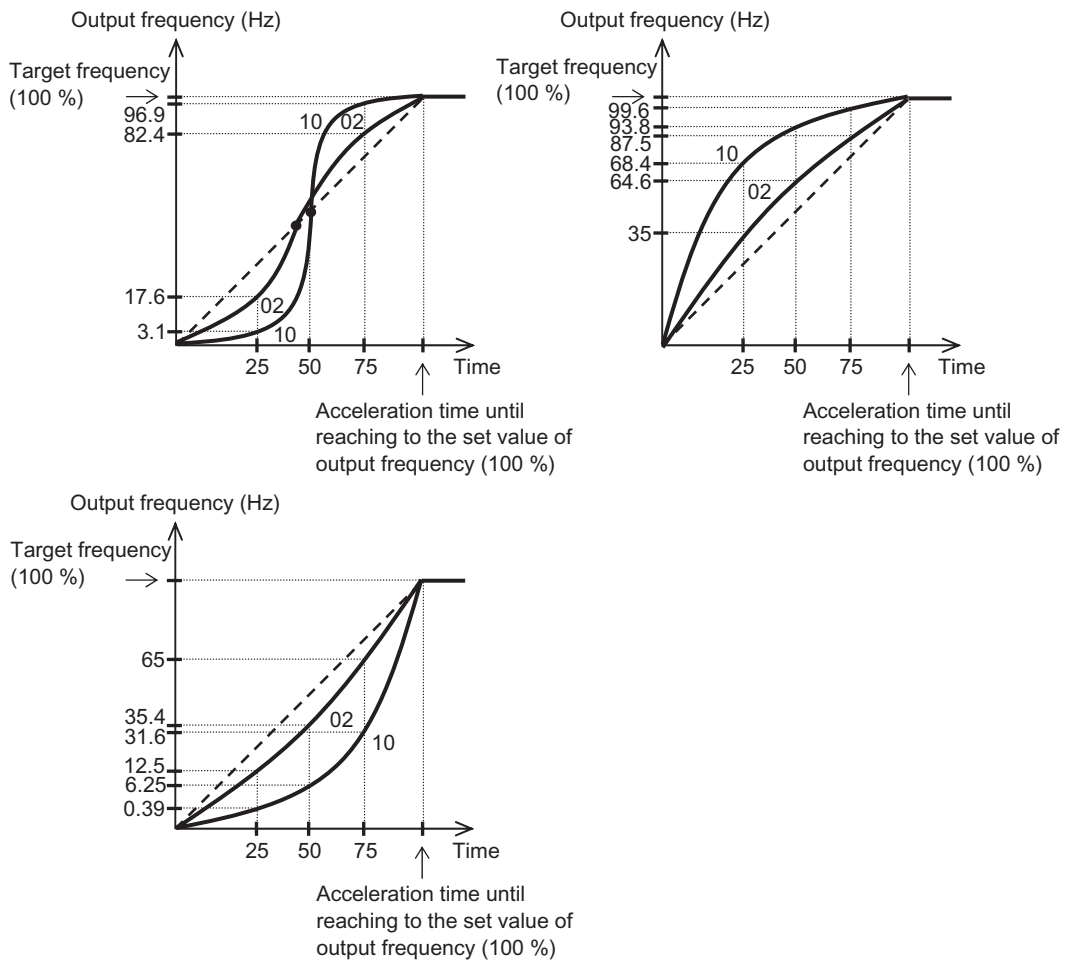 Output frequency (Hz)
Target frequency
(100 %)
96.9
82.4
10
02
17.6
3.1
02
10
25
50
75
Time
Acceleration time until
reaching to the set value of
output frequency (100 %)
Output frequency (Hz)
Target frequency
(100 %)
99.6
93.8
87.5
68.4
64.6
35
10
02
25
50
75
Time
Acceleration time until
reaching to the set value of
output frequency (100 %)
Output frequency (Hz)
Target frequency
(100 %)
65
35.4
31.6
12.5
6.25
0.39
02
10
25
50
75
Time
Acceleration time until
reaching to the set value of
output frequency (100 %)